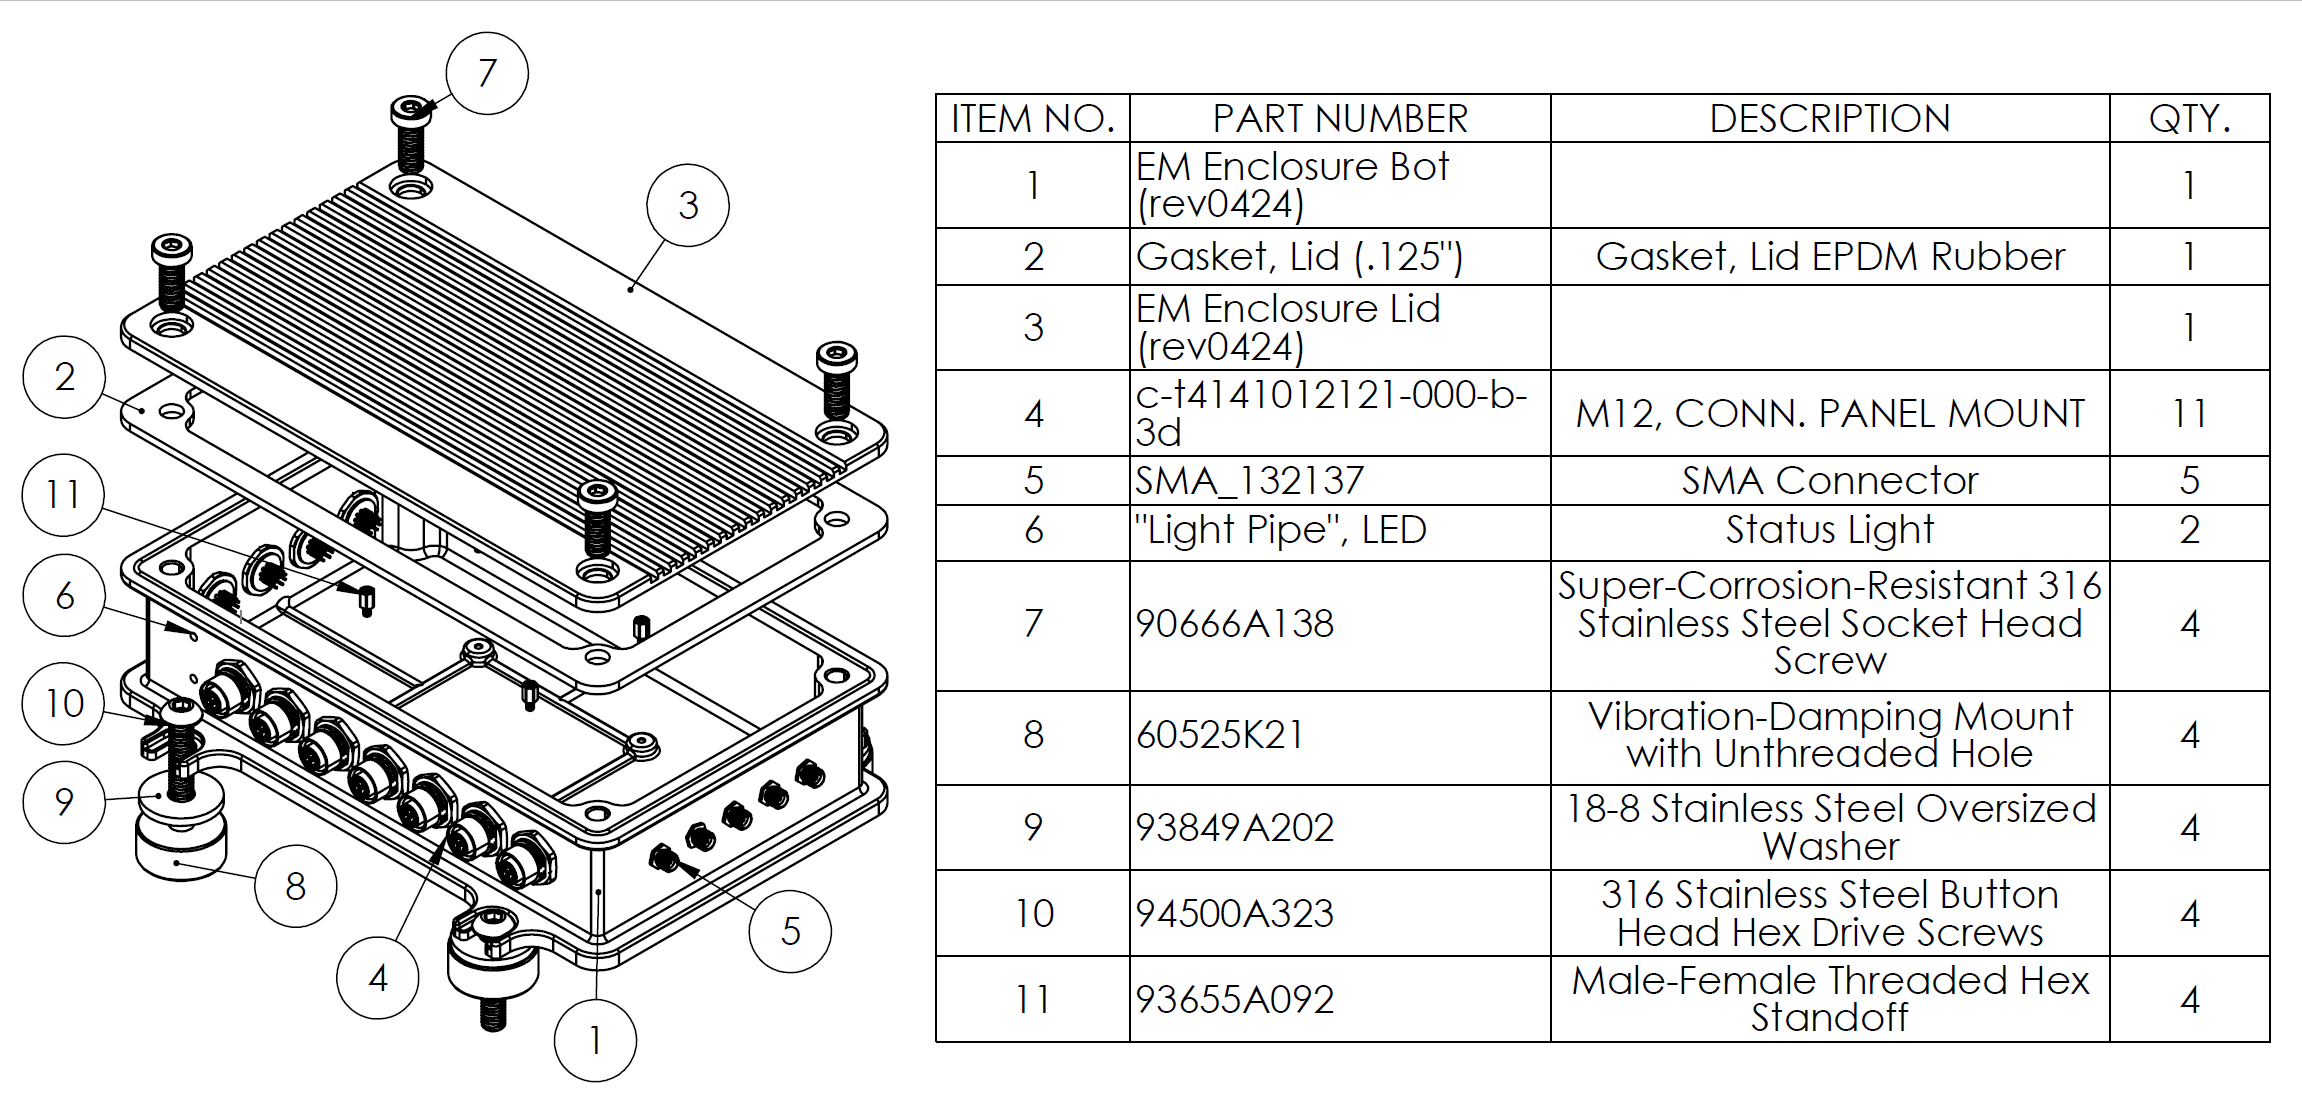 7
3
2
11
6
10
9
8
4
5
1
ITEM NO. PART NUMBER DESCRIPTION QTY.
1 EM Enclosure Bot 1
(rev0424)
2 Gasket, Lid (.125") Gasket, Lid EPDM Rubber 1
3 EM Enclosure Lid 1
(rev0424)
4 c-t4141012121-000-b- M12, CONN. PANEL MOUNT 11
3d
5 SMA_132137 SMA Connector 5
6 "Light Pipe", LED Status Light 2
7 90666A138 Super-Corrosion-Resistant 316 4
Stainless Steel Socket Head
Screw
8 60525K21 Vibration-Damping Mount 4
with Unthreaded Hole
9 93849A202 18-8 Stainless Steel Oversized 4
Washer
10 94500A323 316 Stainless Steel Button 4
Head Hex Drive Screws
11 93655A092 Male-Female Threaded Hex 4
Standoff